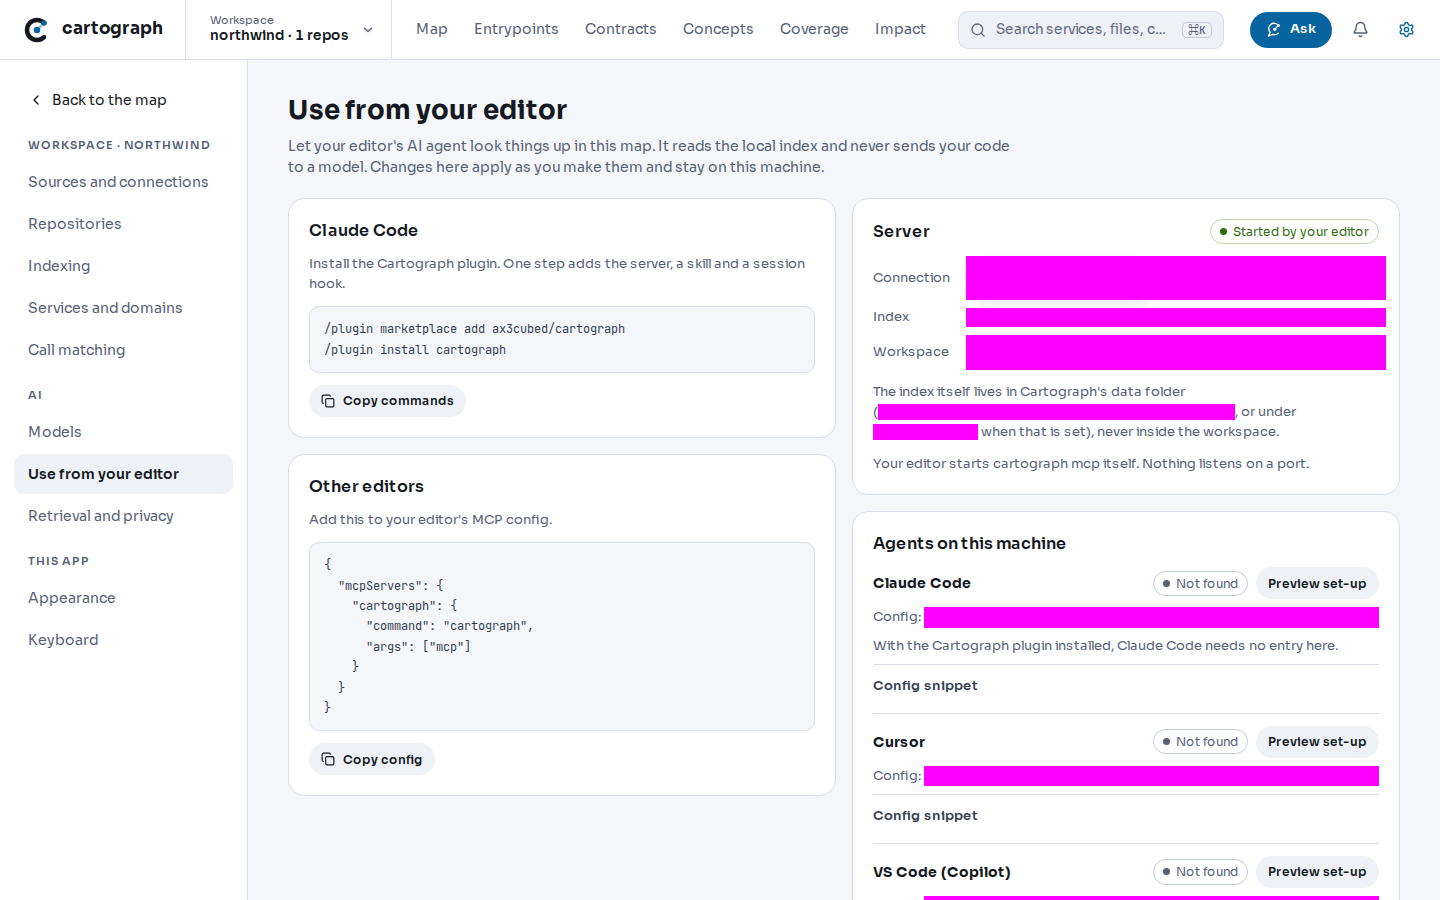 cartograph
Workspace
northwind · 1 repos
Map
Entrypoints
Contracts
Concepts
Coverage
Impact
Search services, files, c...
⌘K
Ask
Back to the map
WORKSPACE · NORTHWIND
Sources and connections
Repositories
Indexing
Services and domains
Call matching
AI
Models
Use from your editor
Retrieval and privacy
THIS APP
Appearance
Keyboard
Use from your editor
Let your editor's AI agent look things up in this map. It reads the local index and never sends your code
to a model. Changes here apply as you make them and stay on this machine.
Claude Code
Install the Cartograph plugin. One step adds the server, a skill and a session
hook.
/plugin marketplace add ax3cubed/cartograph
/plugin install cartograph
Copy commands
Other editors
Add this to your editor's MCP config.
{
"mcpServers": {
"cartograph": {
"command": "cartograph",
"args": ["mcp"]
}
}
}
Copy config
Server
Started by your editor
Connection
Index
Workspace
The index itself lives in Cartograph's data folder
(, or under
when that is set), never inside the workspace.
Your editor starts cartograph mcp itself. Nothing listens on a port.
Agents on this machine
Claude Code
Not found
Preview set-up
Config:
With the Cartograph plugin installed, Claude Code needs no entry here.
Config snippet
Cursor
Not found
Preview set-up
Config:
Config snippet
VS Code (Copilot)
Not found
Preview set-up